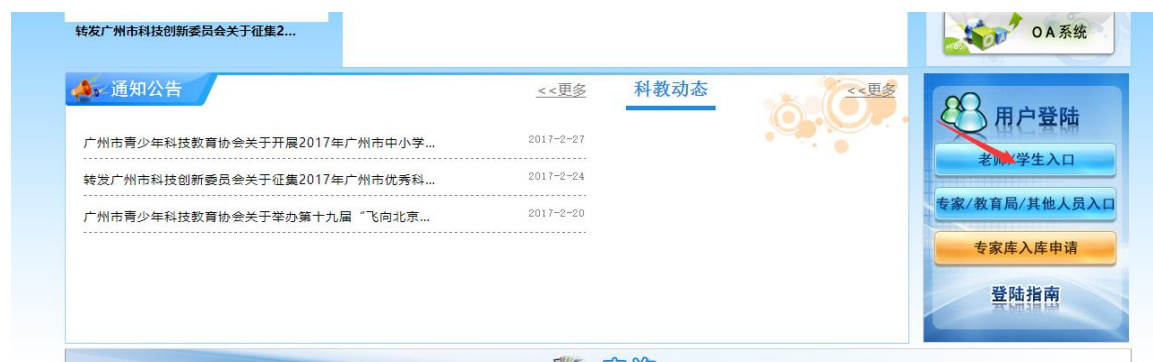 转发广州市科技创新委员会关于征集2...
OA系统
通知公告
<<更多
科教动态
<<更多
广州市青少年科技教育协会关于开展2017年广州市中小学...
2017-2-27
转发广州市科技创新委员会关于征集2017年广州市优秀科...
2017-2-24
广州市青少年科技教育协会关于举办第十九届“飞向北京...
2017-2-20
用户登陆
老师/学生入口
专家/教育局/其他人员入口
专家库入库申请
登陆指南